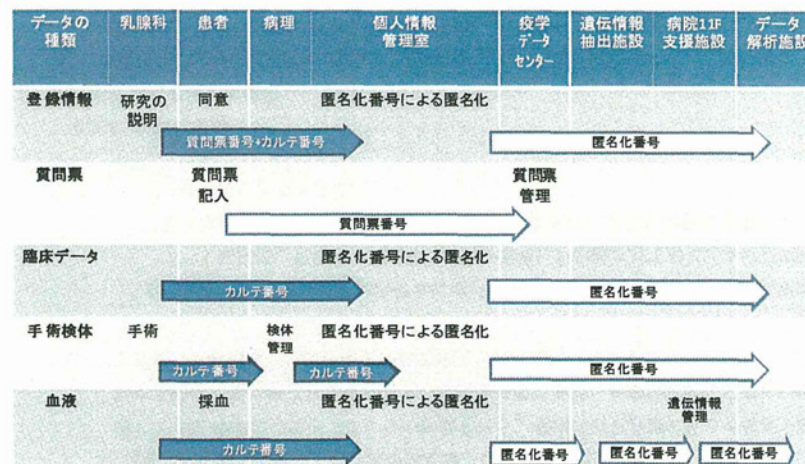 データの
種類
乳腺科
患者
病理
個人情報
管理室
疫学
データ
センター
遺伝情報
抽出施設
病院11F
支援施設
データ
解析施設
登録情報
研究の
説明
同意
匿名化番号による匿名化
質問票番号+カルテ番号
匿名化番号
質問票
質問票
記入
質問票
管理
質問票番号
臨床データ
匿名化番号による匿名化
カルテ番号
匿名化番号
手術検体
手術
検体
管理
匿名化番号による匿名化
カルテ番号
カルテ番号
匿名化番号
血液
採血
匿名化番号による匿名化
遺伝情報
管理
カルテ番号
匿名化番号
匿名化番号
匿名化番号